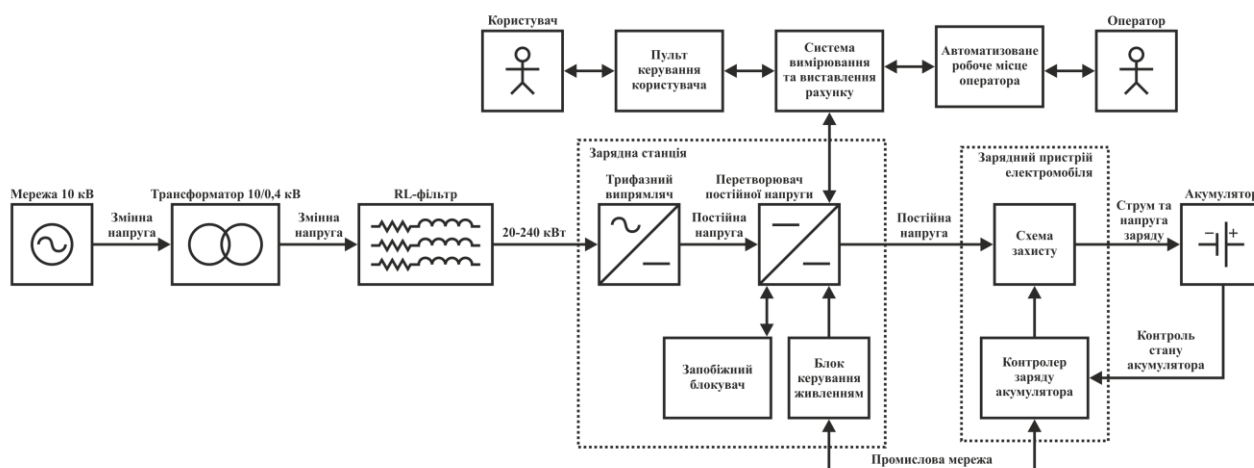 Користувач
Оператор
Пульт
керування
користувача
Система
вимірювання
та виставлення
рахунку
Автоматизоване
робоче місце
оператора
Зарядна станція
Зарядний пристрій
електромобіля
Мережа 10 кВ
Трансформатор 10/0,4 кВ
RL-фільтр
Трифазний
випрямляч
Перетворювач
постійної напруги
Акумулятор
Змінна
напруга
Змінна
напруга
20-240 кВт
Постійна
напруга
Постійна
напруга
Схема
захисту
Струм та
напруга
заряду
Запобіжний
блокувач
Блок
керування
живленням
Контролер
заряду
акумулятора
Контроль
стану
акумулятора
Промислова мережа